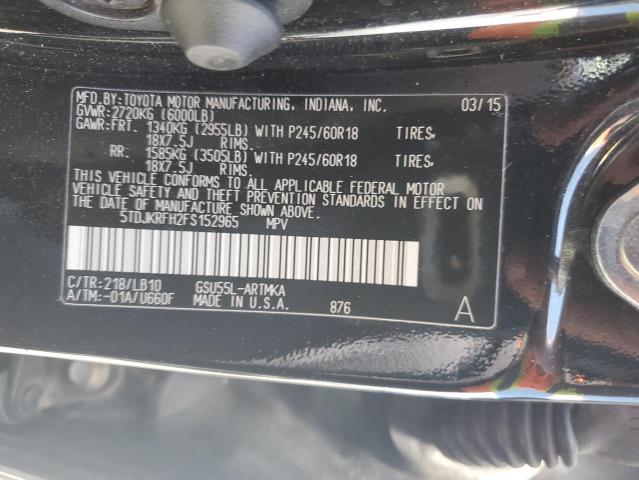 MFD.BY:TOYOTA MOTOR MANUFACTURING, INDIANA, INC. 03/15
GVWR:2720KG (6000LB)
GAWR:FRT. 1340KG (2955LB) WITH P245/60R18 TIRES,
18X7.5J RIMS.
RR. 1585KG (3505LB) WITH P245/60R18 TIRES,
18X7.5J RIMS.
THIS VEHICLE CONFORMS TO ALL APPLICABLE FEDERAL MOTOR
VEHICLE SAFETY AND THEFT PREVENTION STANDARDS IN EFFECT ON
THE DATE OF MANUFACTURE SHOWN ABOVE.
5TDJKRFH2FS152965 MPV
C/TR:218/LB10 GSU55L-ARTMKA
A/TM:-01A/U660F MADE IN U.S.A. 876 A